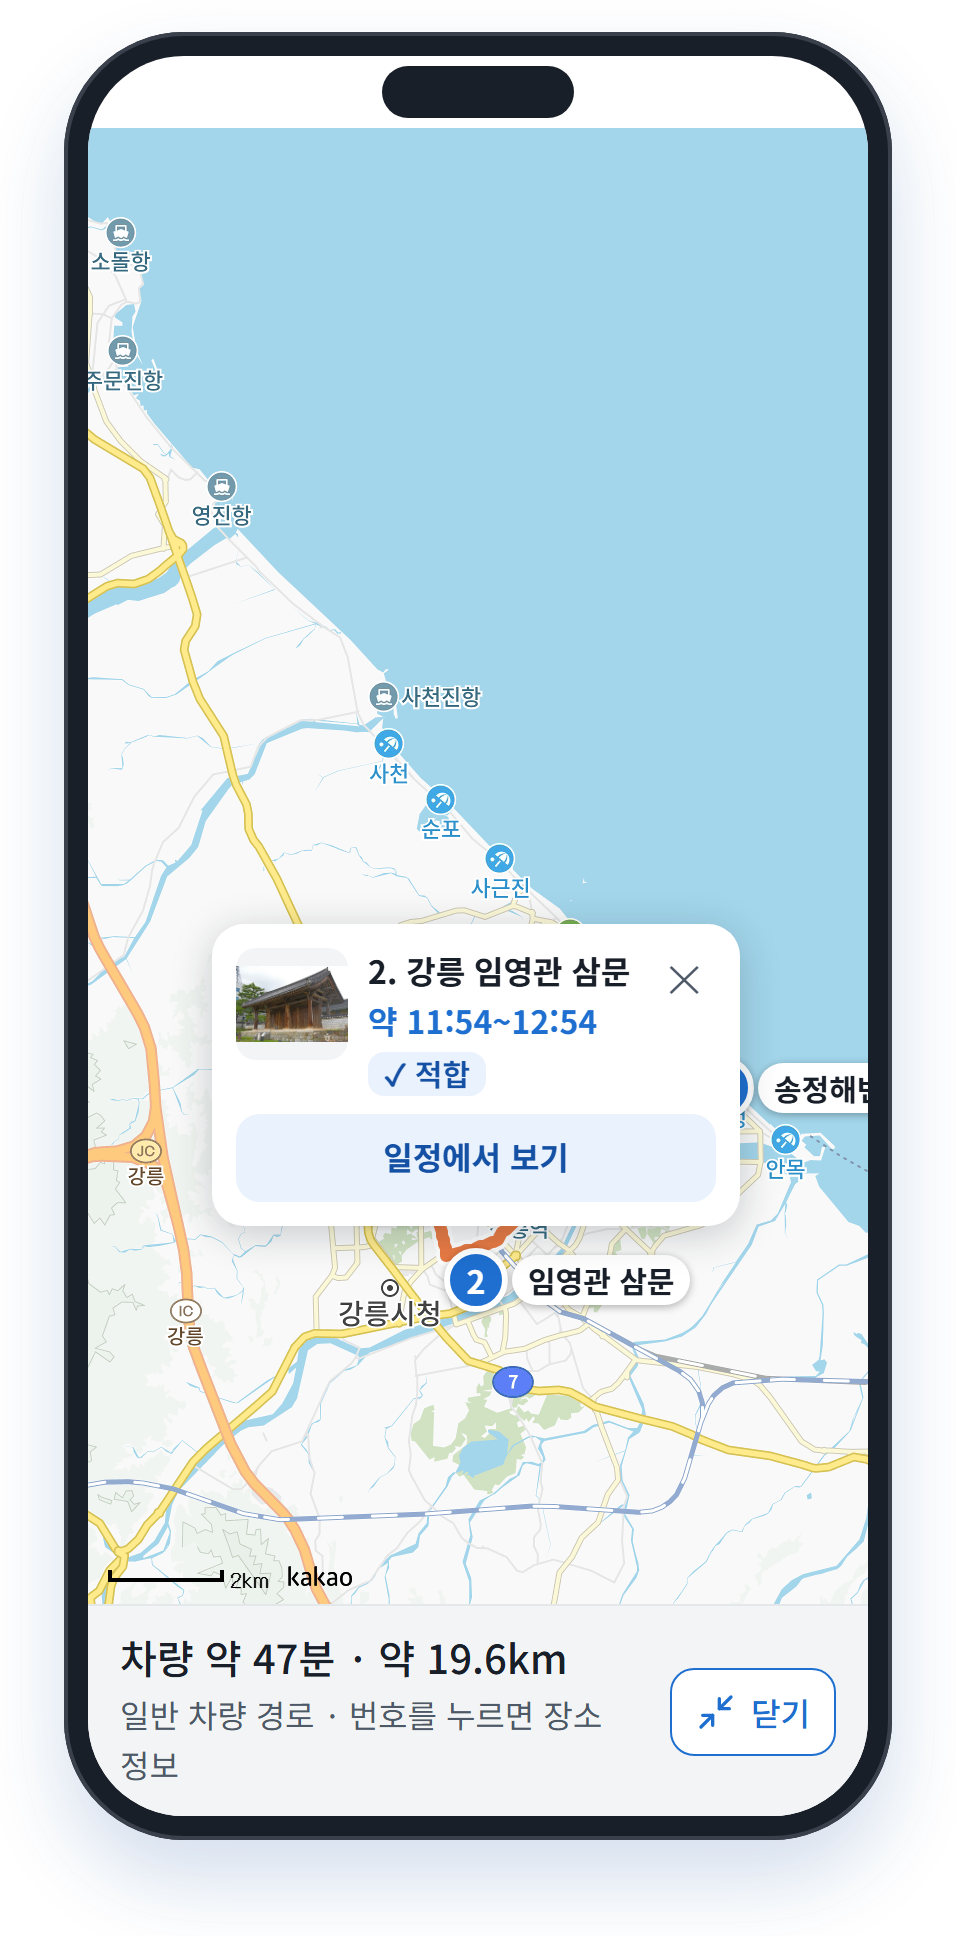 소돌항
주문진항
영진항
사천진항
사천
순포
사근진
2. 강릉 임영관 삼문
약 11:54~12:54
✓ 적합
일정에서 보기
송정해변
안목
JC
강릉
2
임영관 삼문
강릉시청
IC
강릉
7
2km kakao
차량 약 47분 · 약 19.6km
일반 차량 경로 · 번호를 누르면 장소
정보
닫기